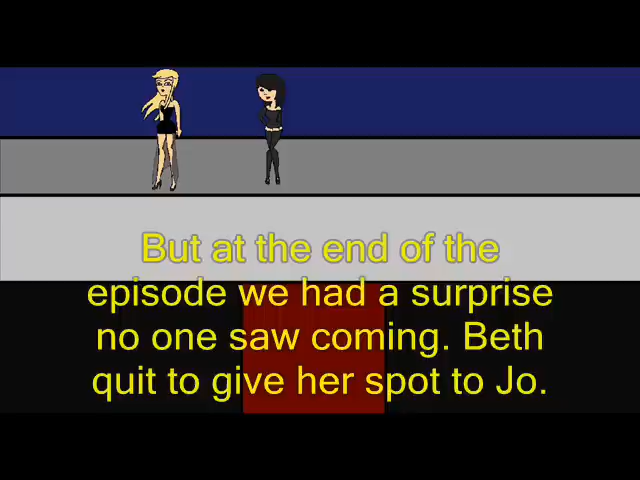 But at the end of the
episode we had a surprise
no one saw coming. Beth
quit to give her spot to Jo.